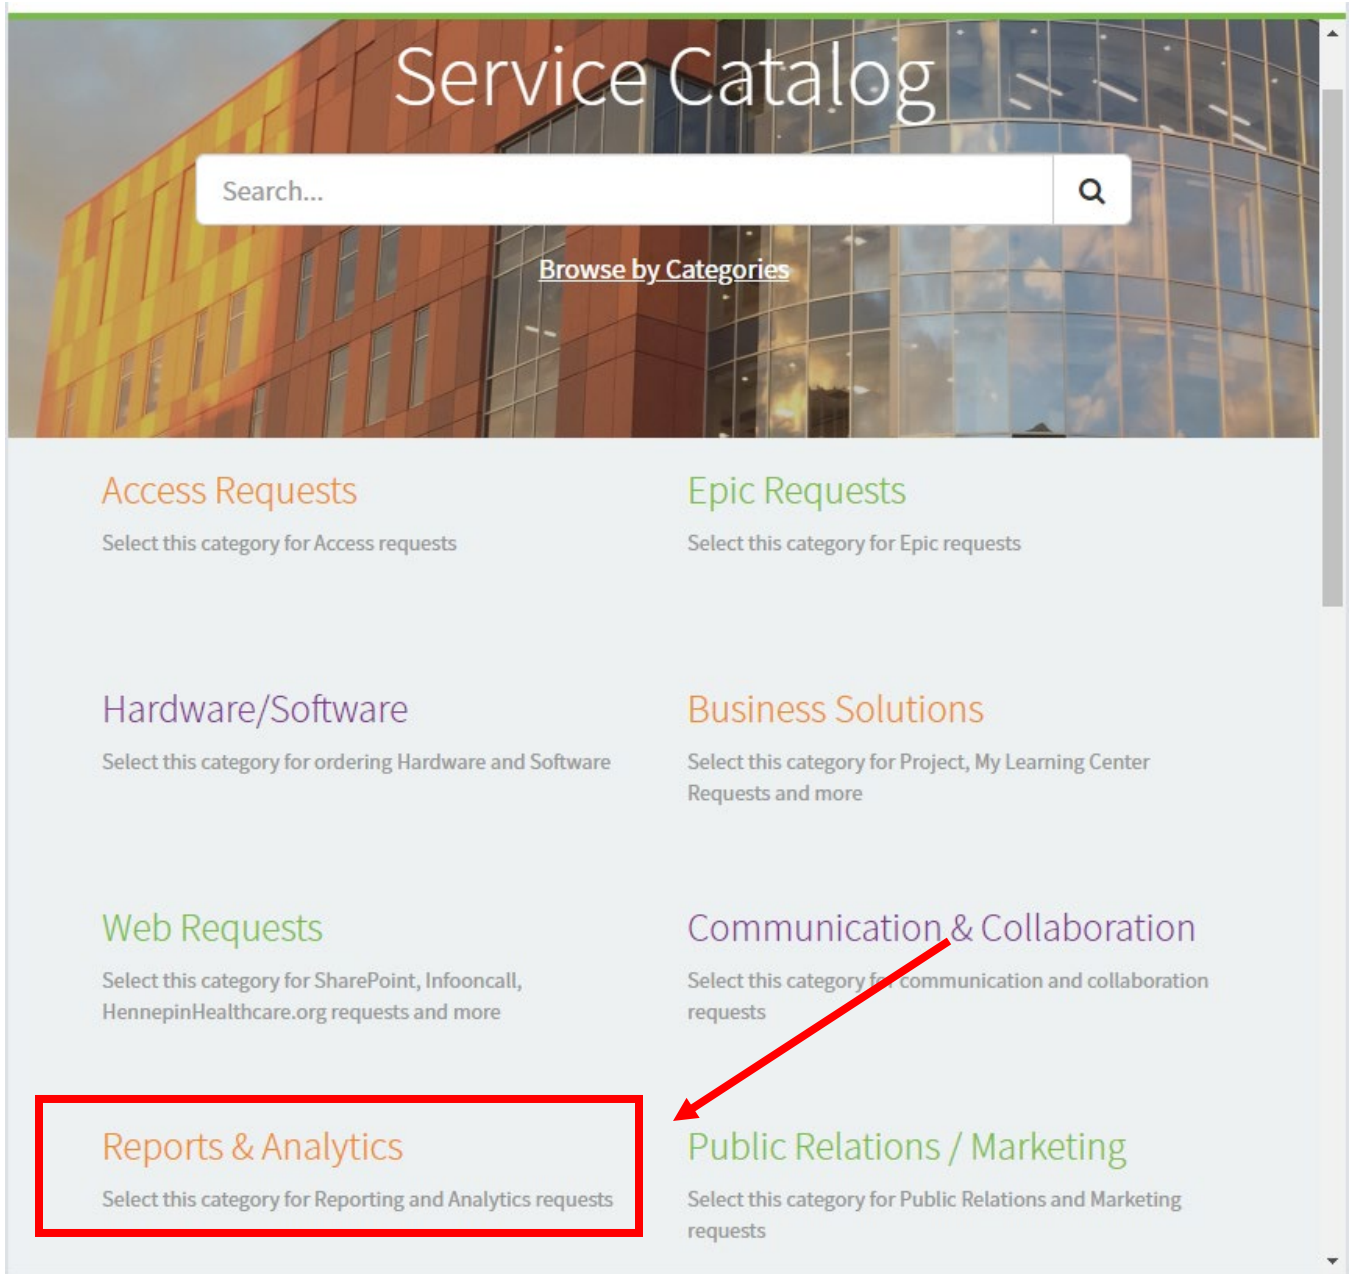 Service Catalog
Search...
Browse by Categories
Access Requests
Select this category for Access requests
Epic Requests
Select this category for Epic requests
Hardware/Software
Select this category for ordering Hardware and Software
Business Solutions
Select this category for Project, My Learning Center
Requests and more
Web Requests
Select this category for SharePoint, Infooncall,
HennepinHealthcare.org requests and more
Communication & Collaboration
Select this category for communication and collaboration
requests
Reports & Analytics
Select this category for Reporting and Analytics requests
Public Relations / Marketing
Select this category for Public Relations and Marketing
requests